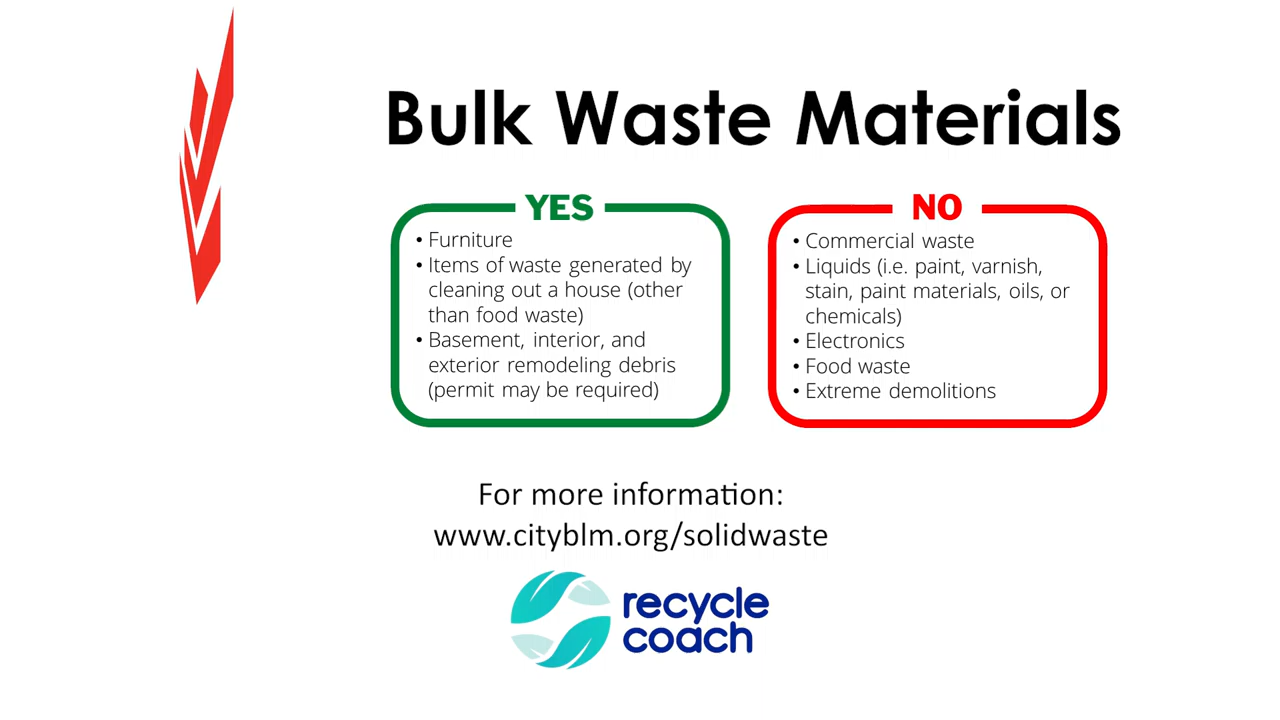 Bulk Waste Materials
YES
• Furniture
• Items of waste generated by
cleaning out a house (other
than food waste)
• Basement, interior, and
exterior remodeling debris
(permit may be required)
NO
• Commercial waste
• Liquids (i.e. paint, varnish,
stain, paint materials, oils, or
chemicals)
• Electronics
• Food waste
• Extreme demolitions
For more information:
www.cityblm.org/solidwaste
recycle
coach